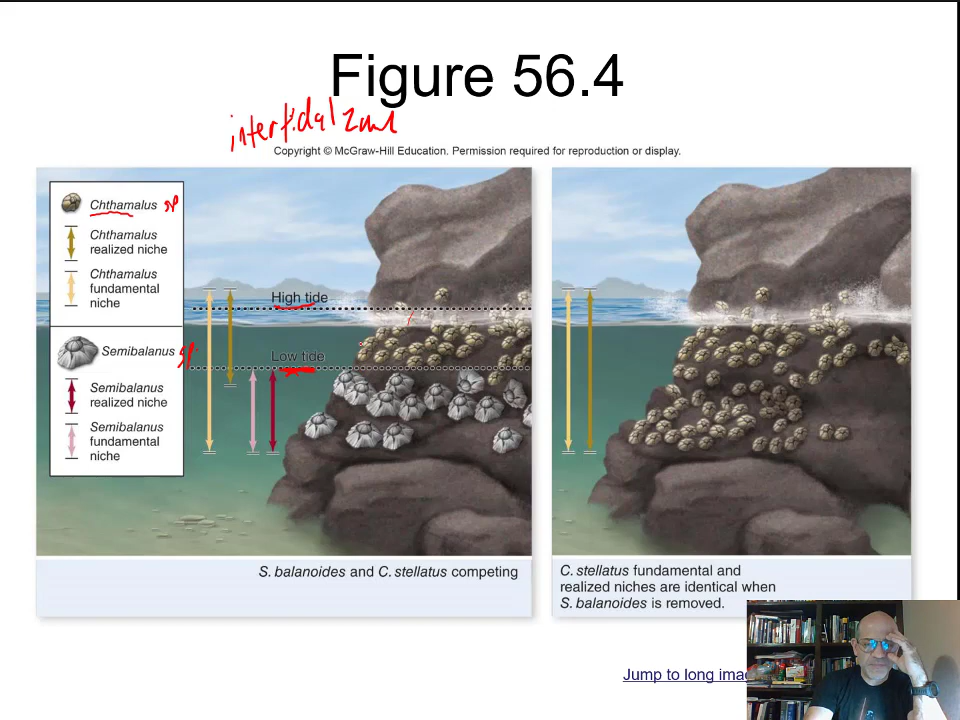 Figure 56.4
intertidal zone
Copyright © McGraw-Hill Education. Permission required for reproduction or display.
Chthamalus sp
Chthamalus
realized niche
Chthamalus
fundamental
niche
Semibalanus sp.
Semibalanus
realized niche
Semibalanus
fundamental
niche
High tide
Low tide
S. balanoides and C. stellatus competing
C. stellatus fundamental and
realized niches are identical when
S. balanoides is removed.
Jump to long